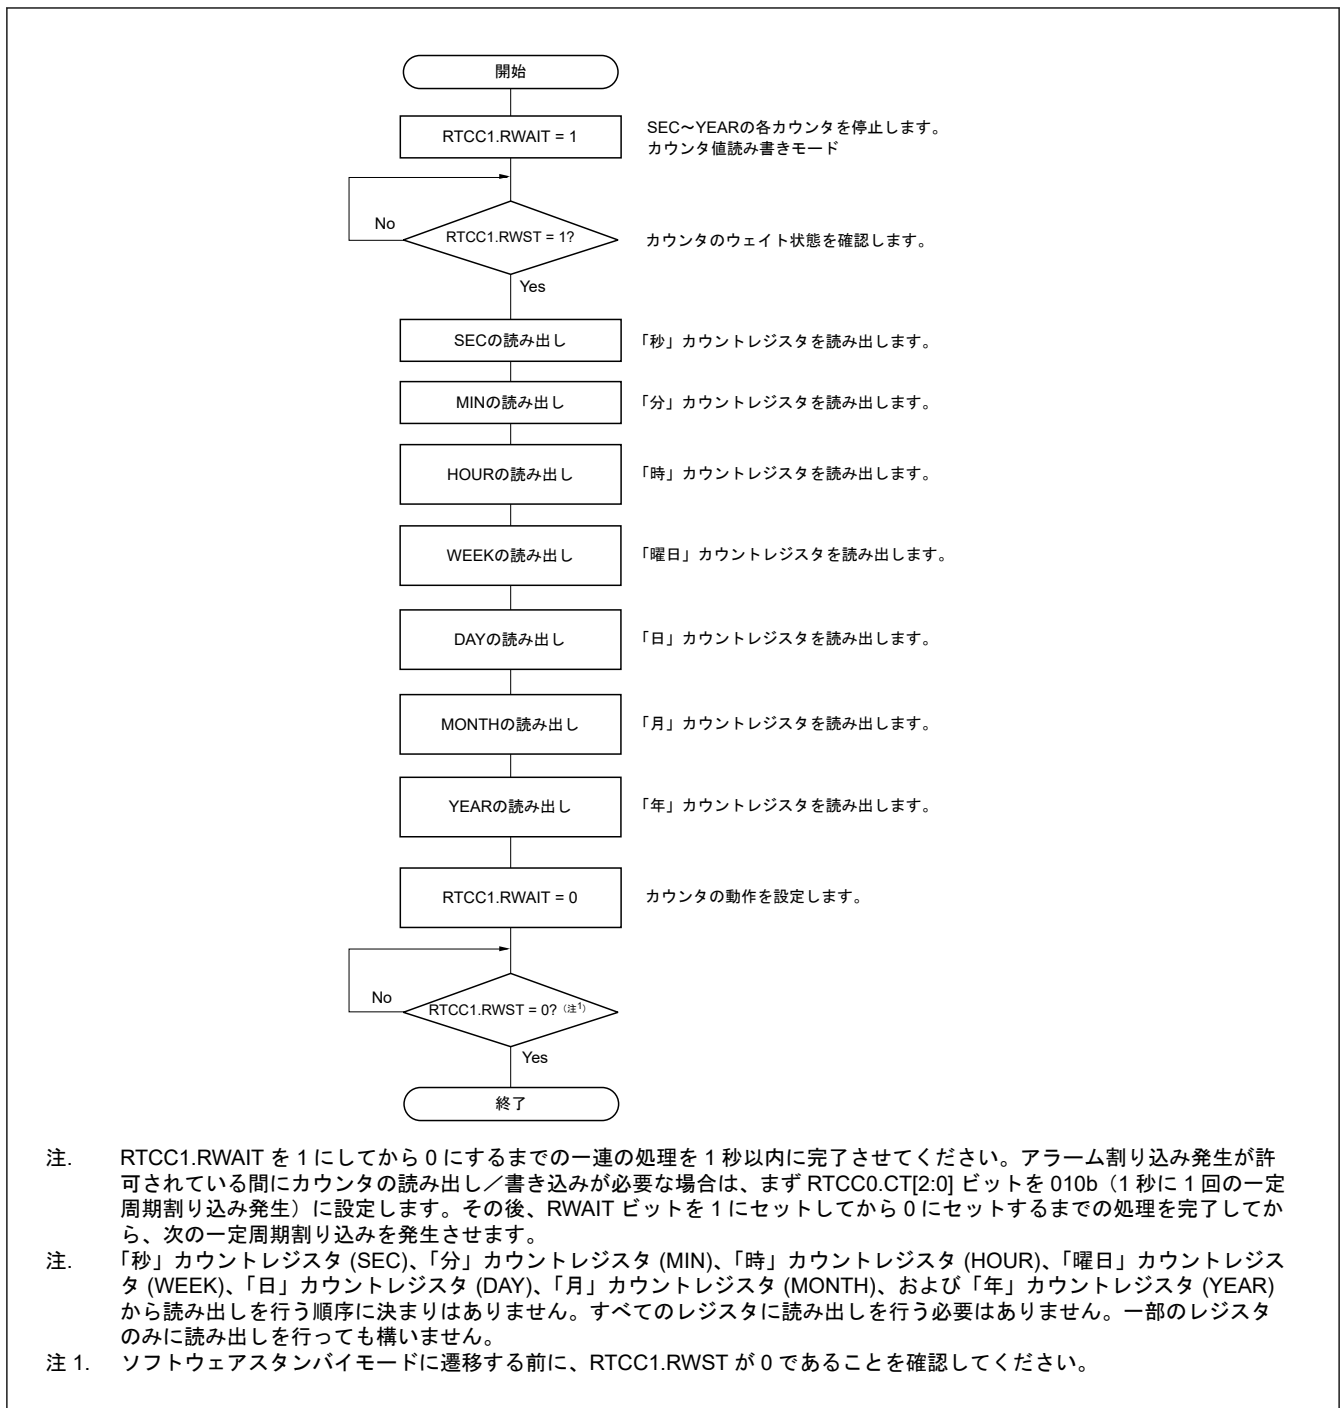 開始
RTCC1.RWAIT = 1
SEC～YEARの各カウンタを停止します。
カウンタ値読み書きモード
No
RTCC1.RWST = 1?
カウンタのウェイト状態を確認します。
Yes
SECの読み出し
「秒」カウントレジスタを読み出します。
MINの読み出し
「分」カウントレジスタを読み出します。
HOURの読み出し
「時」カウントレジスタを読み出します。
WEEKの読み出し
「曜日」カウントレジスタを読み出します。
DAYの読み出し
「日」カウントレジスタを読み出します。
MONTHの読み出し
「月」カウントレジスタを読み出します。
YEARの読み出し
「年」カウントレジスタを読み出します。
RTCC1.RWAIT = 0
カウンタの動作を設定します。
No
RTCC1.RWST = 0? (注1)
Yes
終了
注. RTCC1.RWAIT を 1 にしてから 0 にするまでの一連の処理を 1 秒以内に完了させてください。アラーム割り込み発生が許
可されている間にカウンタの読み出し／書き込みが必要な場合は、まず RTCC0.CT[2:0] ビットを 010b（1 秒に 1 回の一定
周期割り込み発生）に設定します。その後、RWAIT ビットを 1 にセットしてから 0 にセットするまでの処理を完了してか
ら、次の一定周期割り込みを発生させます。
注. 「秒」カウントレジスタ (SEC)、「分」カウントレジスタ (MIN)、「時」カウントレジスタ (HOUR)、「曜日」カウントレジス
タ (WEEK)、「日」カウントレジスタ (DAY)、「月」カウントレジスタ (MONTH)、および「年」カウントレジスタ (YEAR)
から読み出しを行う順序に決まりはありません。すべてのレジスタに読み出しを行う必要はありません。一部のレジスタ
のみに読み出しを行っても構いません。
注 1. ソフトウェアスタンバイモードに遷移する前に、RTCC1.RWST が 0 であることを確認してください。